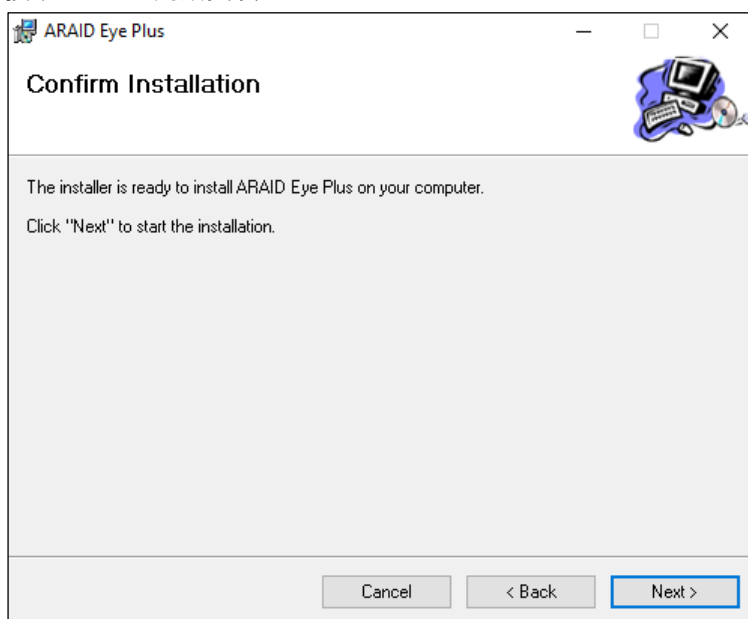 ARAID Eye Plus
Confirm Installation
The installer is ready to install ARAID Eye Plus on your computer.
Click "Next" to start the installation.
Cancel
< Back
Next >